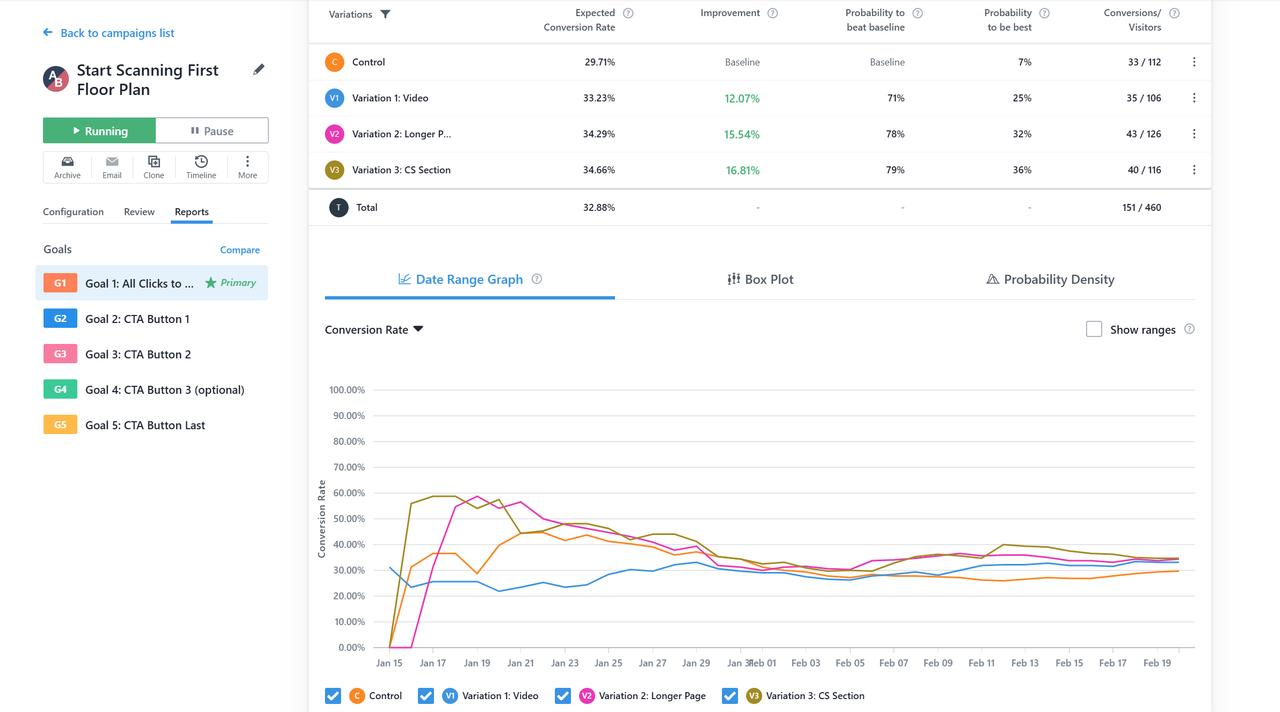 Back to campaigns list
A B
Start Scanning First
Floor Plan
Running
Pause
Archive
Email
Clone
Timeline
More
Configuration
Review
Reports
Goals
Compare
G1 Goal 1: All Clicks to ... Primary
G2 Goal 2: CTA Button 1
G3 Goal 3: CTA Button 2
G4 Goal 4: CTA Button 3 (optional)
G5 Goal 5: CTA Button Last
Variations
Expected ?
Conversion Rate
Improvement ?
Probability to ?
beat baseline
Probability ?
to be best
Conversions/ ?
Visitors
C Control 29.71% Baseline Baseline 7% 33 / 112
V1 Variation 1: Video 33.23% 12.07% 71% 25% 35 / 106
V2 Variation 2: Longer P... 34.29% 15.54% 78% 32% 43 / 126
V3 Variation 3: CS Section 34.66% 16.81% 79% 36% 40 / 116
T Total 32.88% - - - 151 / 460
Date Range Graph ?
Box Plot
Probability Density
Conversion Rate
Show ranges ?
Conversion Rate
100.00%
90.00%
80.00%
70.00%
60.00%
50.00%
40.00%
30.00%
20.00%
10.00%
0.00%
Jan 15 Jan 17 Jan 19 Jan 21 Jan 23 Jan 25 Jan 27 Jan 29 Jan Feb 01 Feb 03 Feb 05 Feb 07 Feb 09 Feb 11 Feb 13 Feb 15 Feb 17 Feb 19
C Control V1 Variation 1: Video V2 Variation 2: Longer Page V3 Variation 3: CS Section